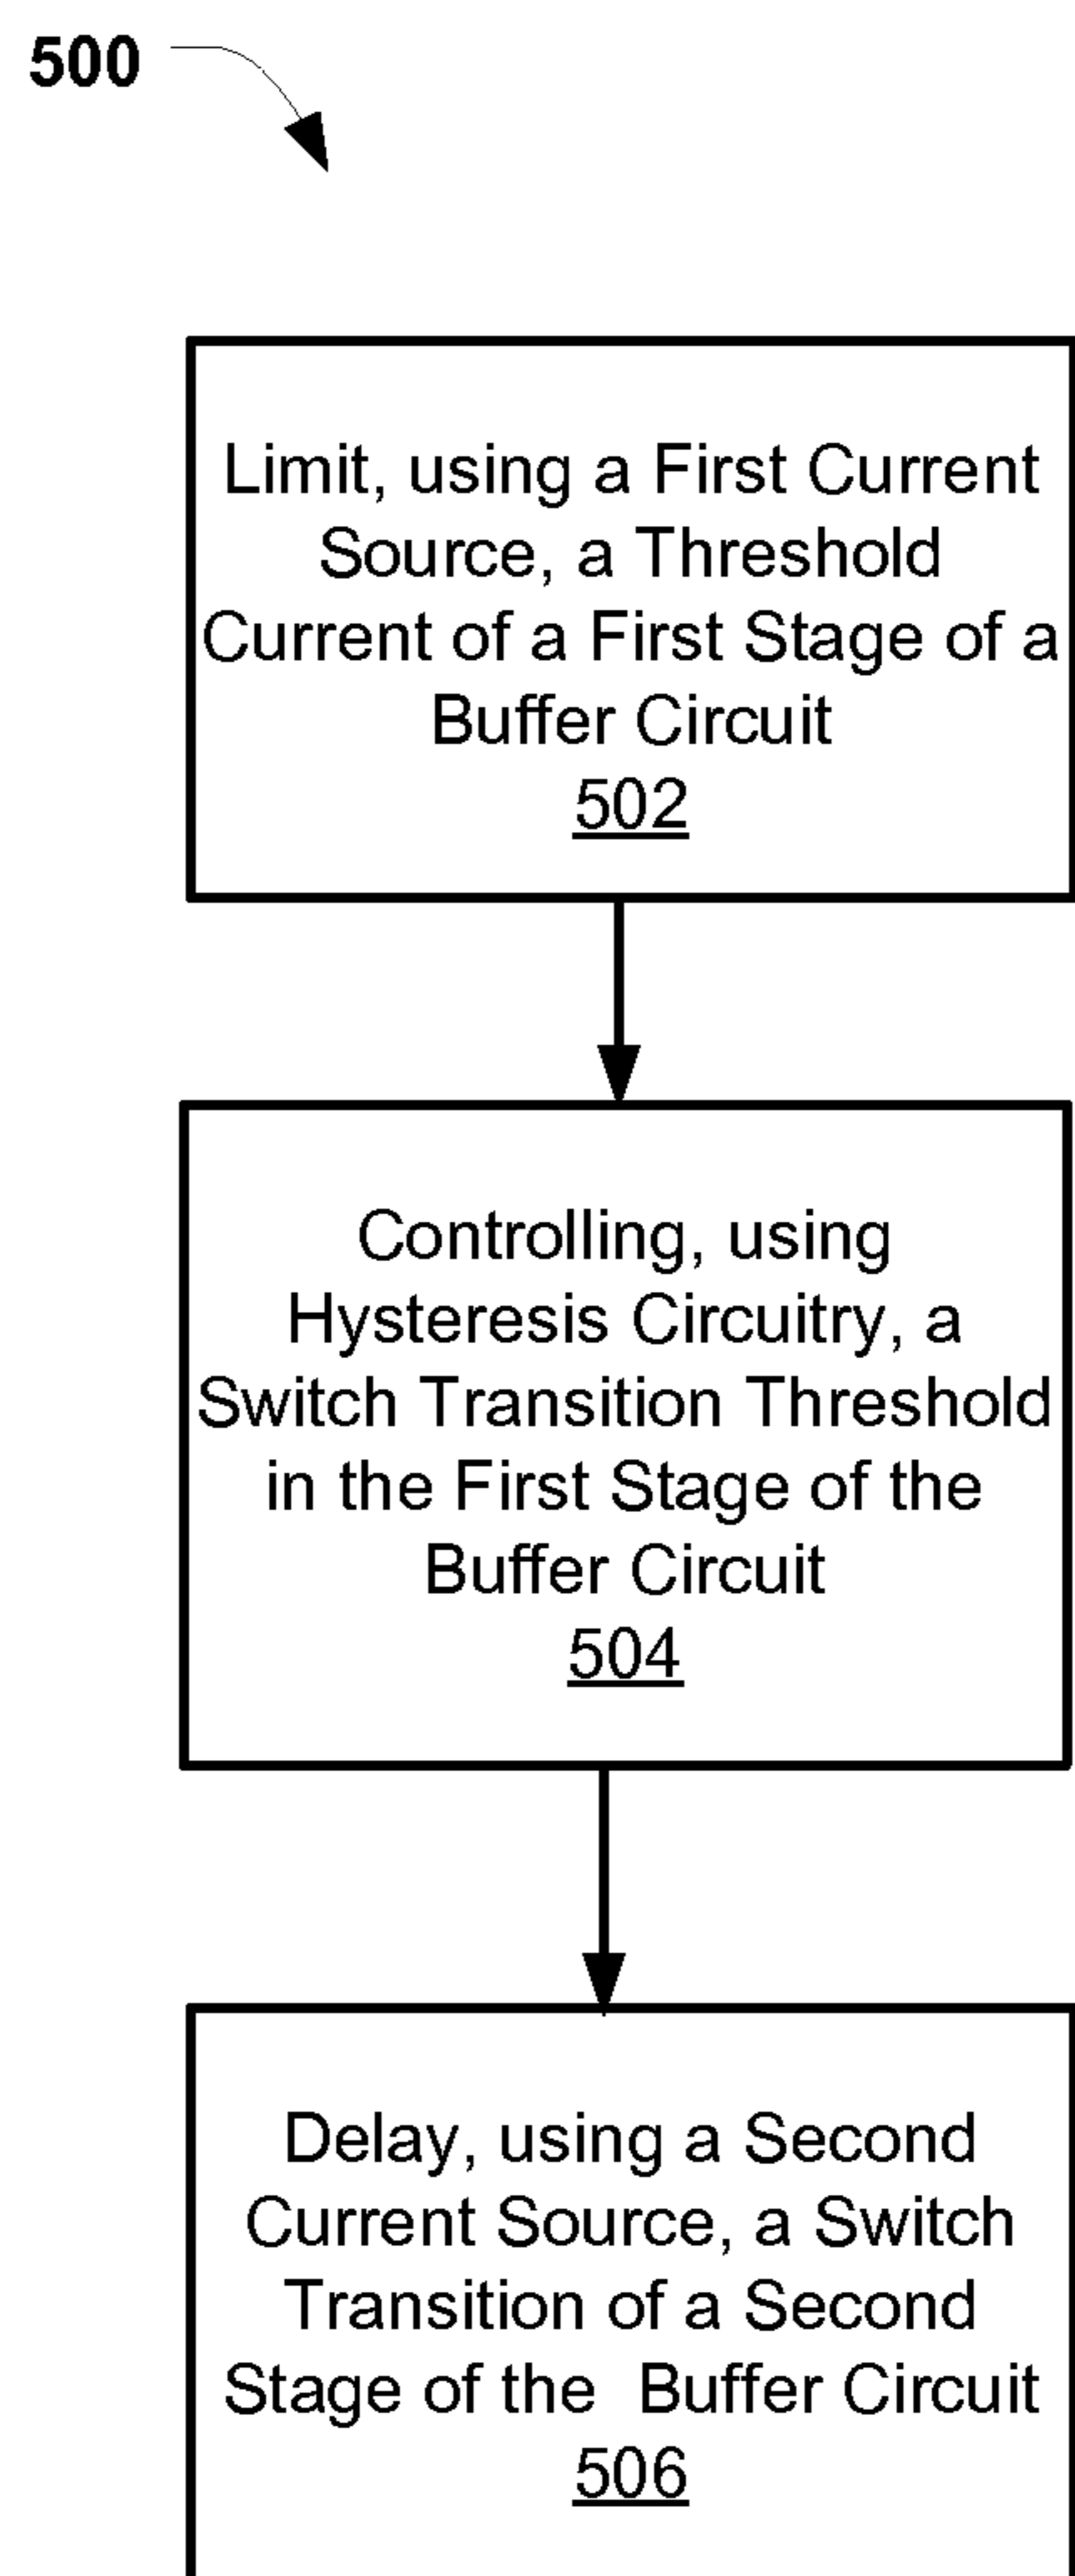 500
Limit, using a First Current
Source, a Threshold
Current of a First Stage of a
Buffer Circuit
502
Controlling, using
Hysteresis Circuitry, a
Switch Transition Threshold
in the First Stage of the
Buffer Circuit
504
Delay, using a Second
Current Source, a Switch
Transition of a Second
Stage of the  Buffer Circuit
506